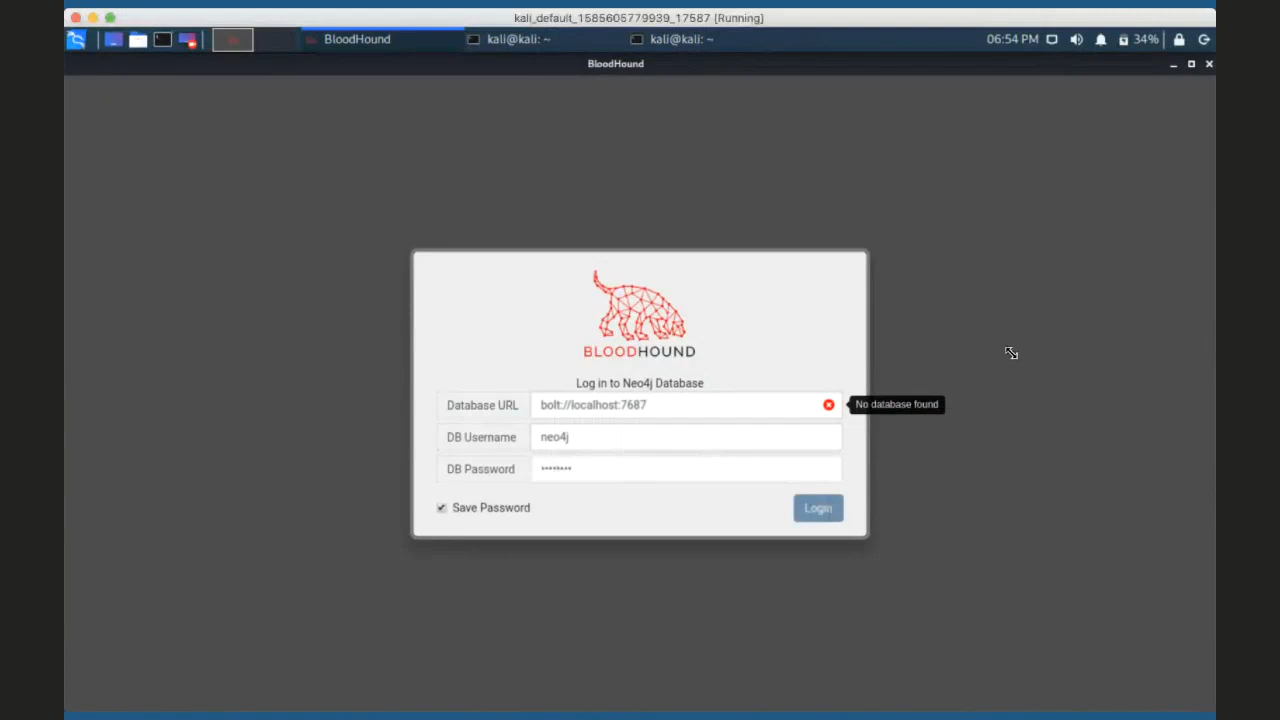 kali_default_1585605779939_17587 [Running]
BloodHound
kali@kali: ~
kali@kali: ~
06:54 PM
34%
BloodHound
BLOODHOUND
Log in to Neo4j Database
Database URL
bolt://localhost:7687
No database found
DB Username
neo4j
DB Password
••••••••
Save Password
Login